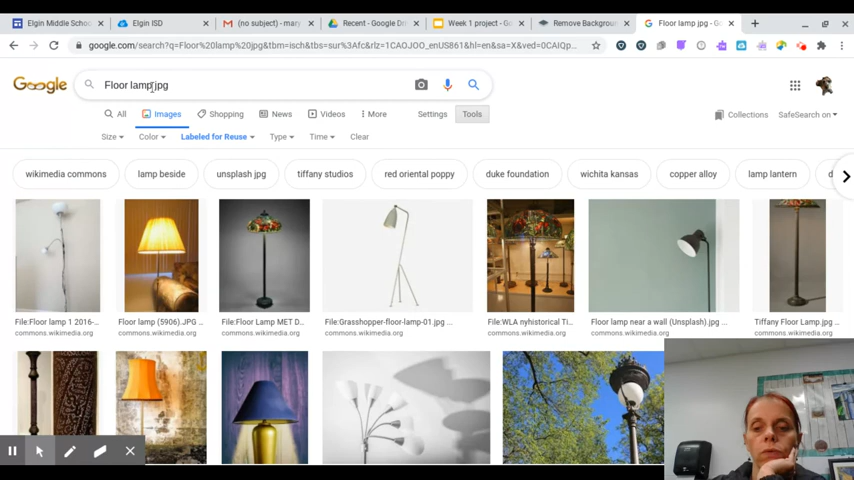 Elgin Middle School
Elgin ISD
(no subject) - mary
Recent - Google Dri
Week 1 project - Go
Remove Background
Floor lamp jpg - Go
google.com/search?q=Floor%20lamp%20jpg&tbm=isch&tbs=sur%3Afc&rlz=1CAOJOO_enUS861&hl=en&sa=X&ved=0CAIQp...
Google
Floor lamp jpg
All
Images
Shopping
News
Videos
More
Settings
Tools
Collections
SafeSearch on
Size
Color
Labeled for Reuse
Type
Time
Clear
wikimedia commons
lamp beside
unsplash jpg
tiffany studios
red oriental poppy
duke foundation
wichita kansas
copper alloy
lamp lantern
File:Floor lamp 1 2016-...
Floor lamp (5906).JPG ...
File:Floor Lamp MET D...
File:Grasshopper-floor-lamp-01.jpg ...
File:WLA nyhistorical Ti...
Floor lamp near a wall (Unsplash).jpg ...
Tiffany Floor Lamp.jpg ...
commons.wikimedia.org
commons.wikimedia.org
commons.wikimedia.org
commons.wikimedia.org
commons.wikimedia.org
commons.wikimedia.org
commons.wikimedia.org